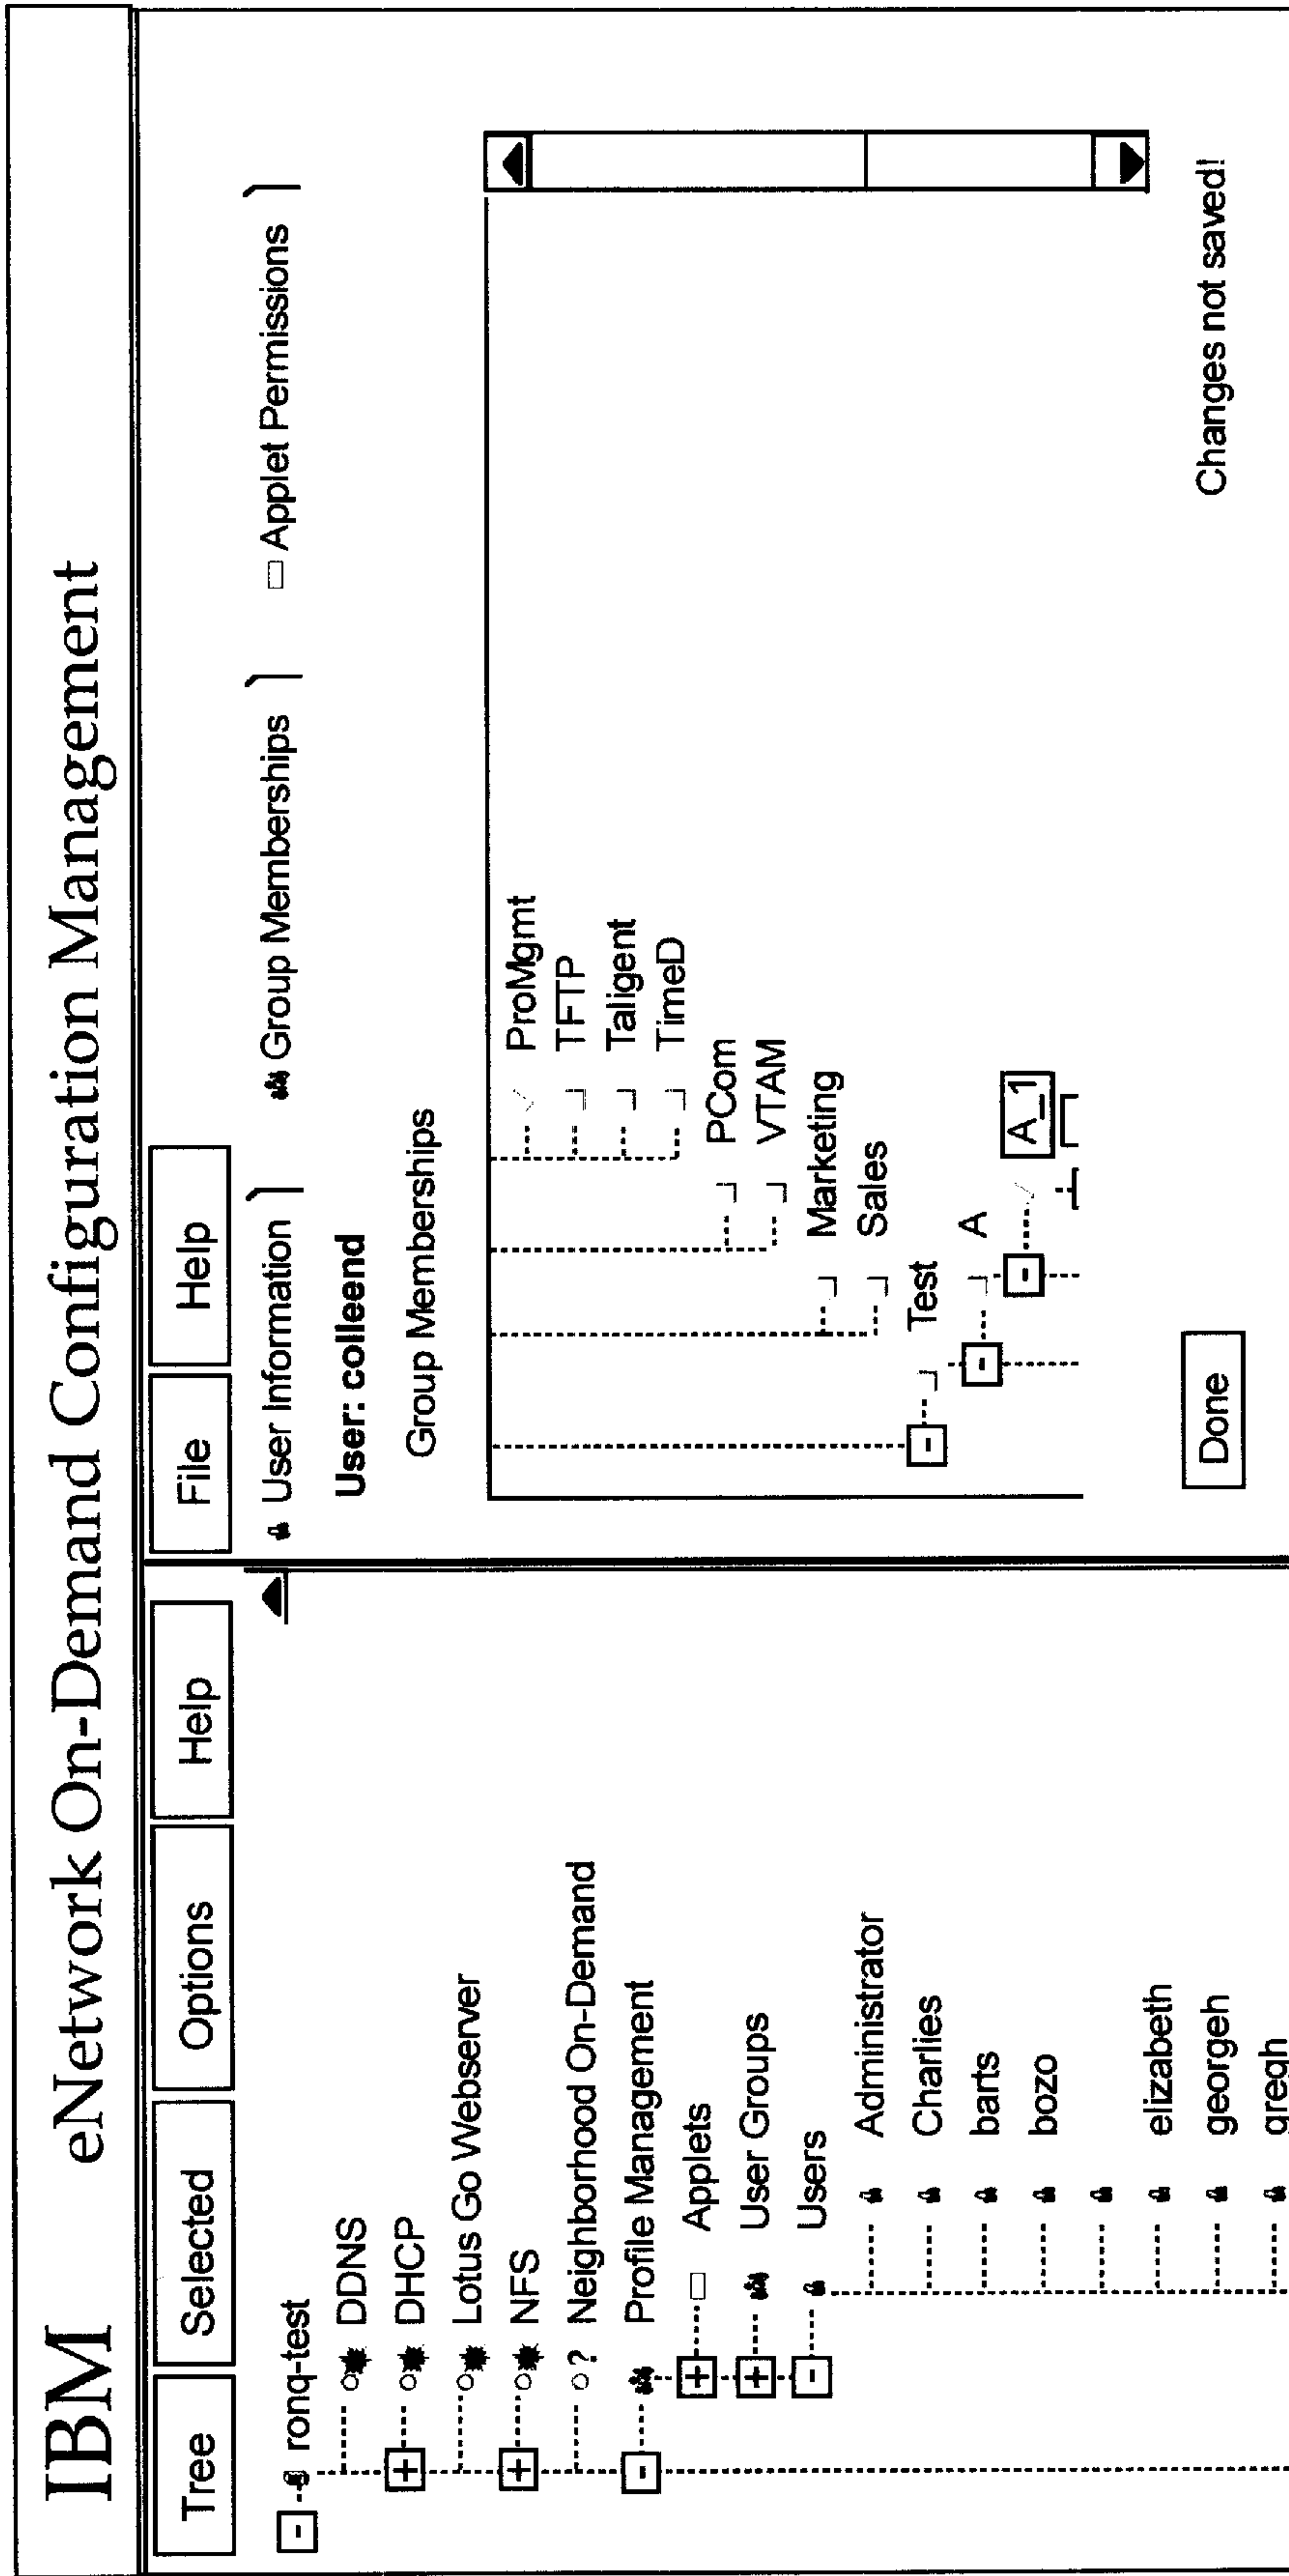 IBM eNetwork On-Demand Configuration Management
Tree Selected Options Help
ronq-test
DDNS
DHCP
Lotus Go Webserver
NFS
? Neighborhood On-Demand
Profile Management
Applets
User Groups
Users
Administrator
Charlies
barts
bozo
elizabeth
georgeh
gregh
File Help
User Information Group Memberships Applet Permissions
User: colleend
Group Memberships
ProMgmt
TFTP
Taligent
TimeD
PCom
VTAM
Marketing
Sales
Test
A
A_1
Done Changes not saved!